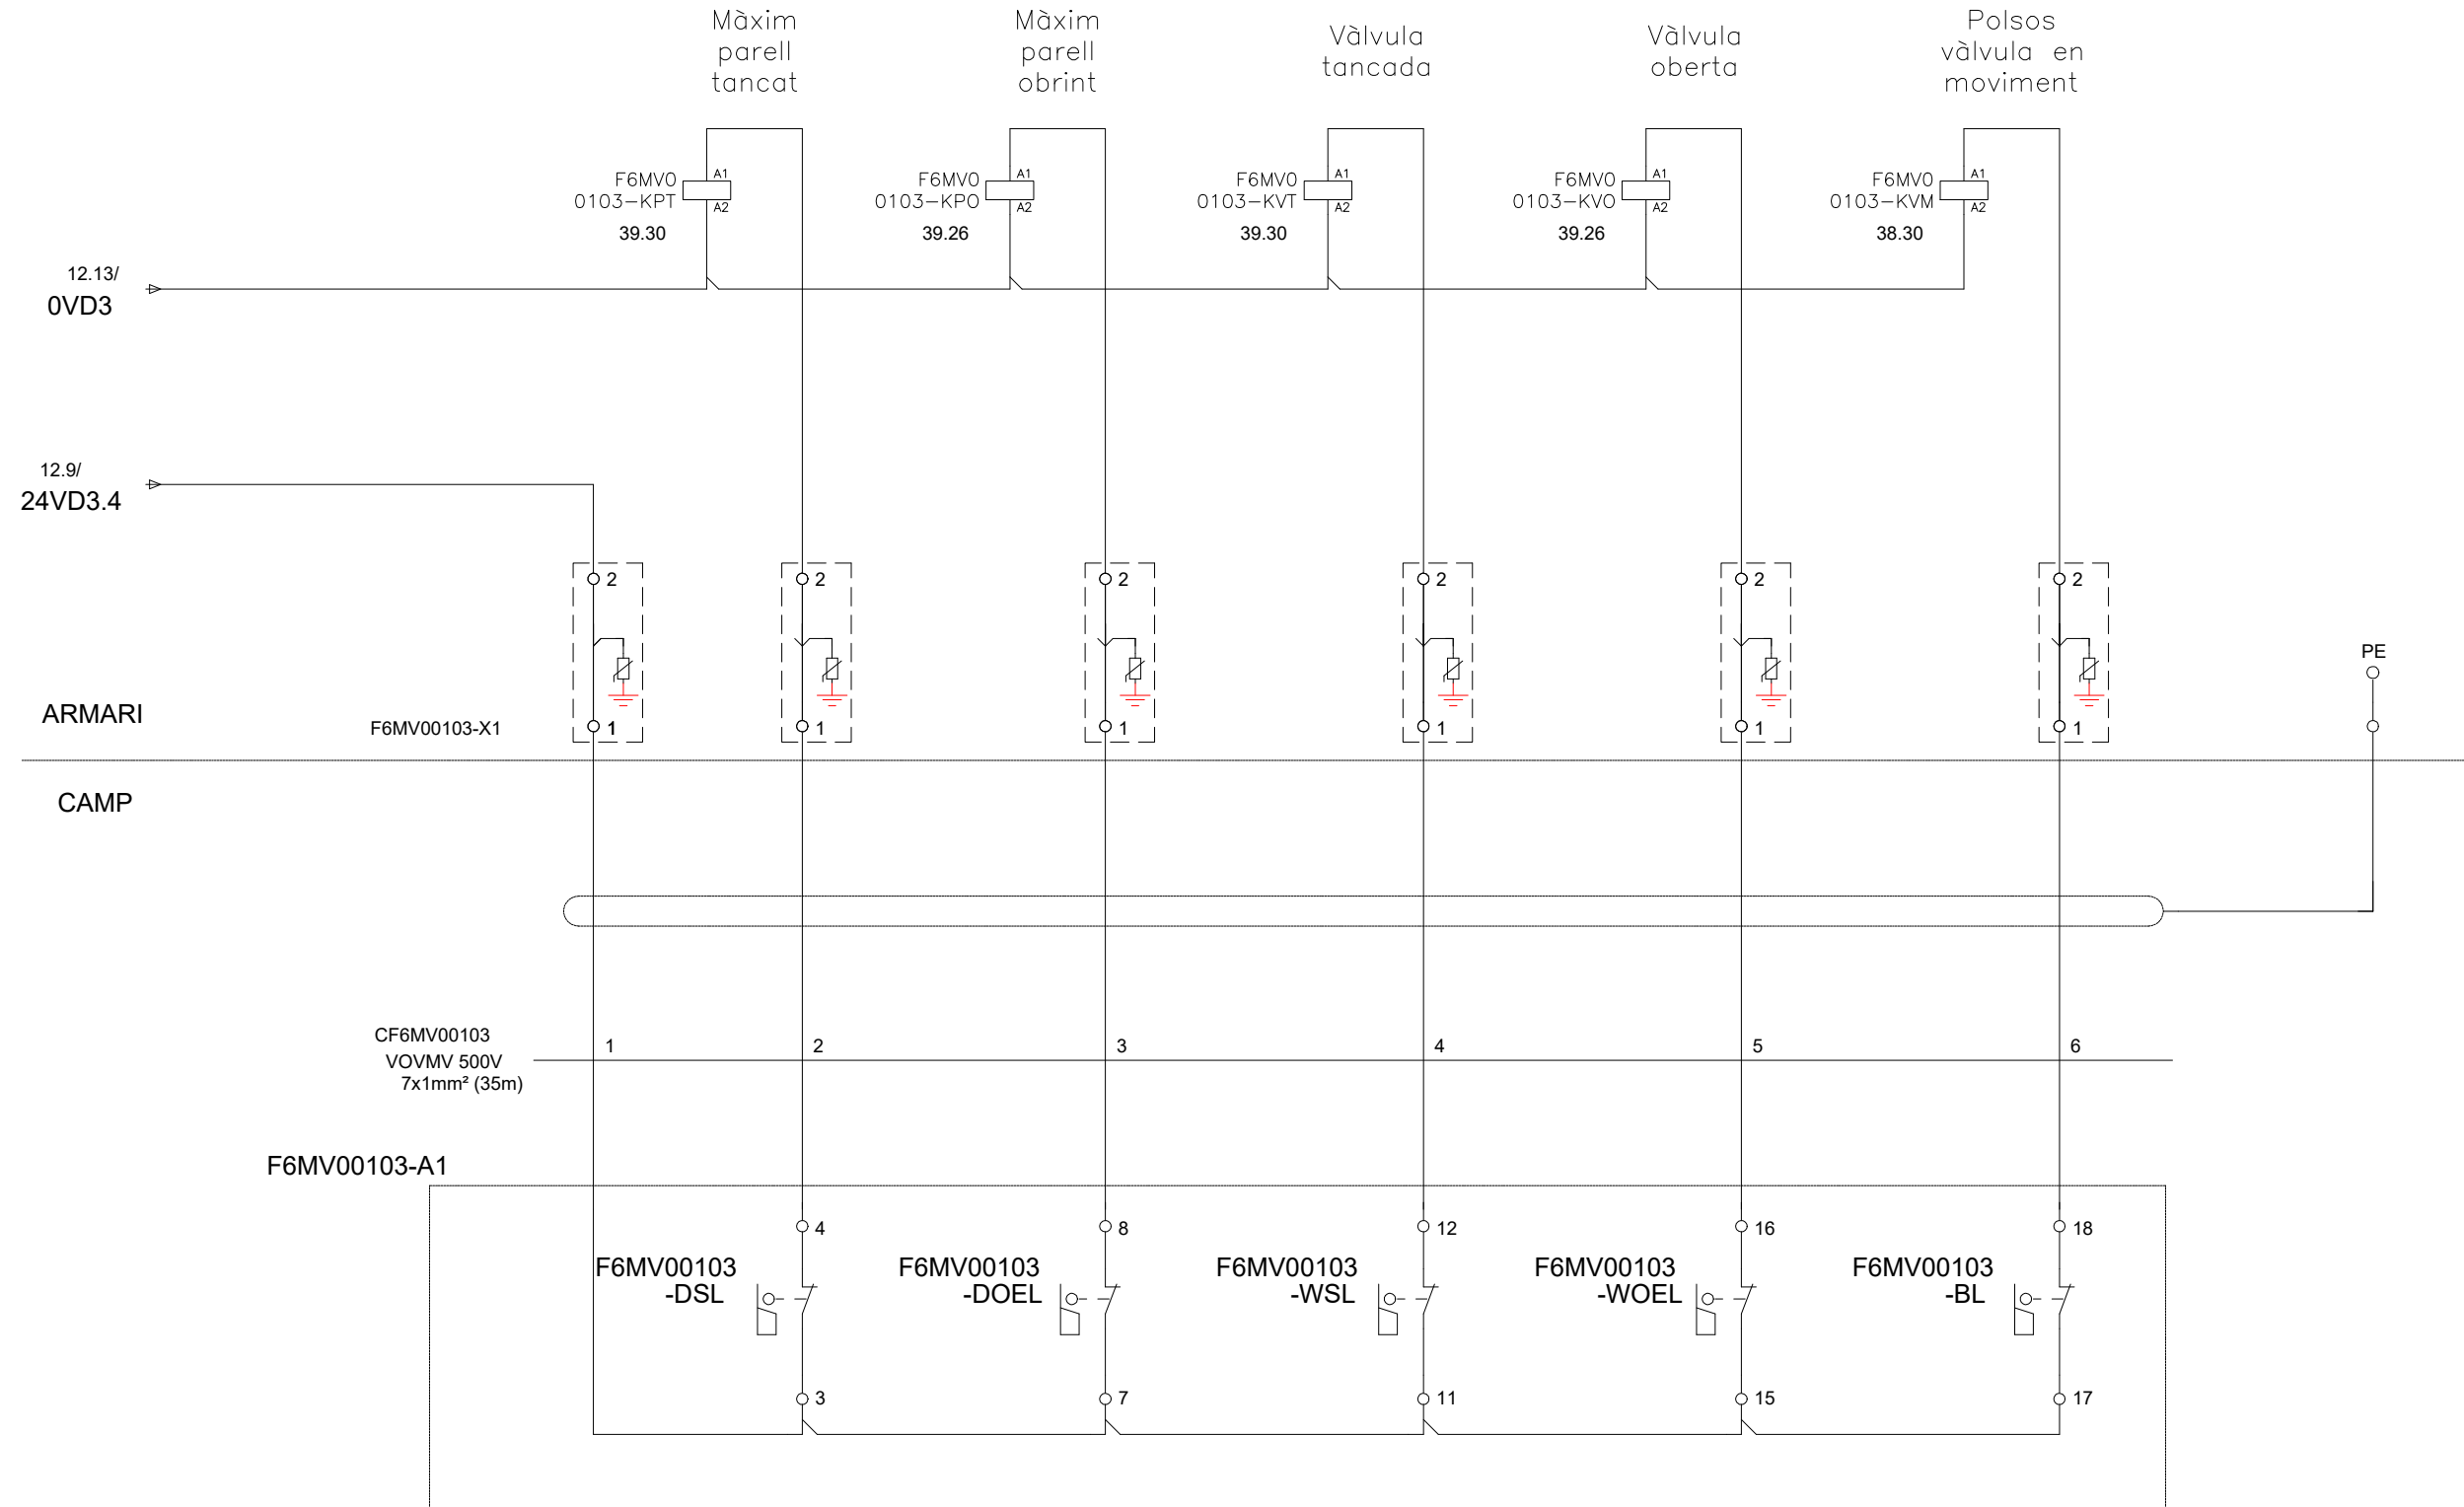 Màxim
parell
tancat
Màxim
parell
obrint
Vàlvula
tancada
Vàlvula
oberta
Polsos
vàlvula en
moviment
F6MV0
0103-KPT
A1
A2
39.30
F6MV0
0103-KPO
A1
A2
39.26
F6MV0
0103-KVT
A1
A2
39.30
F6MV0
0103-KVO
A1
A2
39.26
F6MV0
0103-KVM
A1
A2
38.30
12.13/
0VD3
12.9/
24VD3.4
2
2
2
2
2
2
PE
ARMARI
F6MV00103-X1
1
1
1
1
1
1
CAMP
CF6MV00103
VOVMV 500V
7x1mm² (35m)
1
2
3
4
5
6
F6MV00103-A1
4
8
12
16
18
F6MV00103
-DSL
F6MV00103
-DOEL
F6MV00103
-WSL
F6MV00103
-WOEL
F6MV00103
-BL
3
7
11
15
17